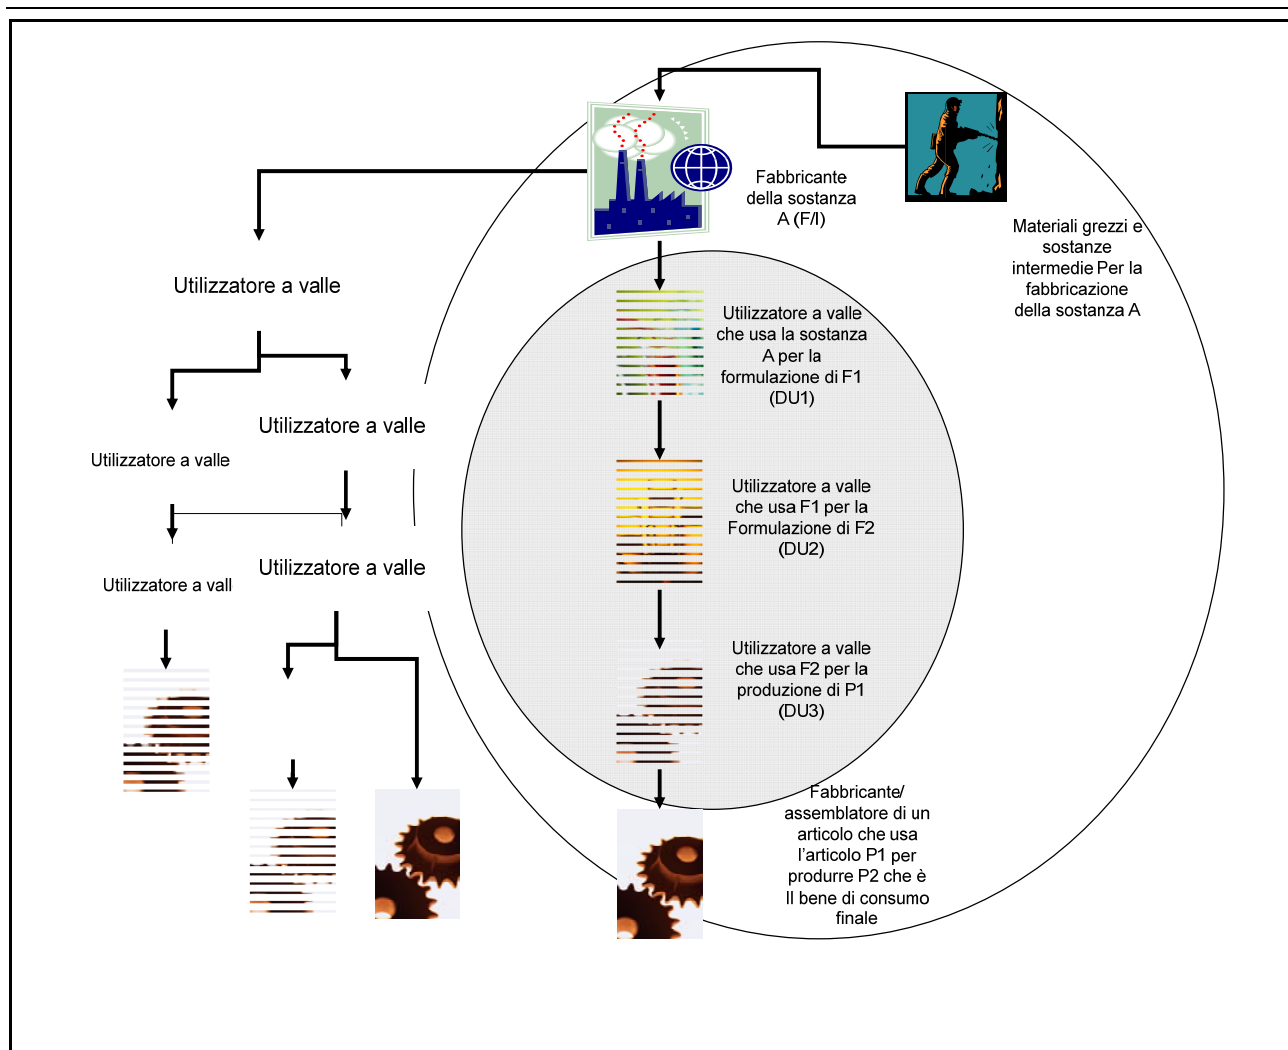 Fabbricante
della sostanza
A (F/I)
Materiali grezzi e
sostanze
intermedie Per la
fabbricazione
della sostanza A
Utilizzatore a valle
Utilizzatore a valle
che usa la sostanza
A per la
formulazione di F1
(DU1)
Utilizzatore a valle
Utilizzatore a valle
Utilizzatore a valle
che usa F1 per la
Formulazione di F2
(DU2)
Utilizzatore a valle
Utilizzatore a vall
Utilizzatore a valle
che usa F2 per la
produzione di P1
(DU3)
Fabbricante/
assemblatore di un
articolo che usa
l'articolo P1 per
produrre P2 che è
Il bene di consumo
finale